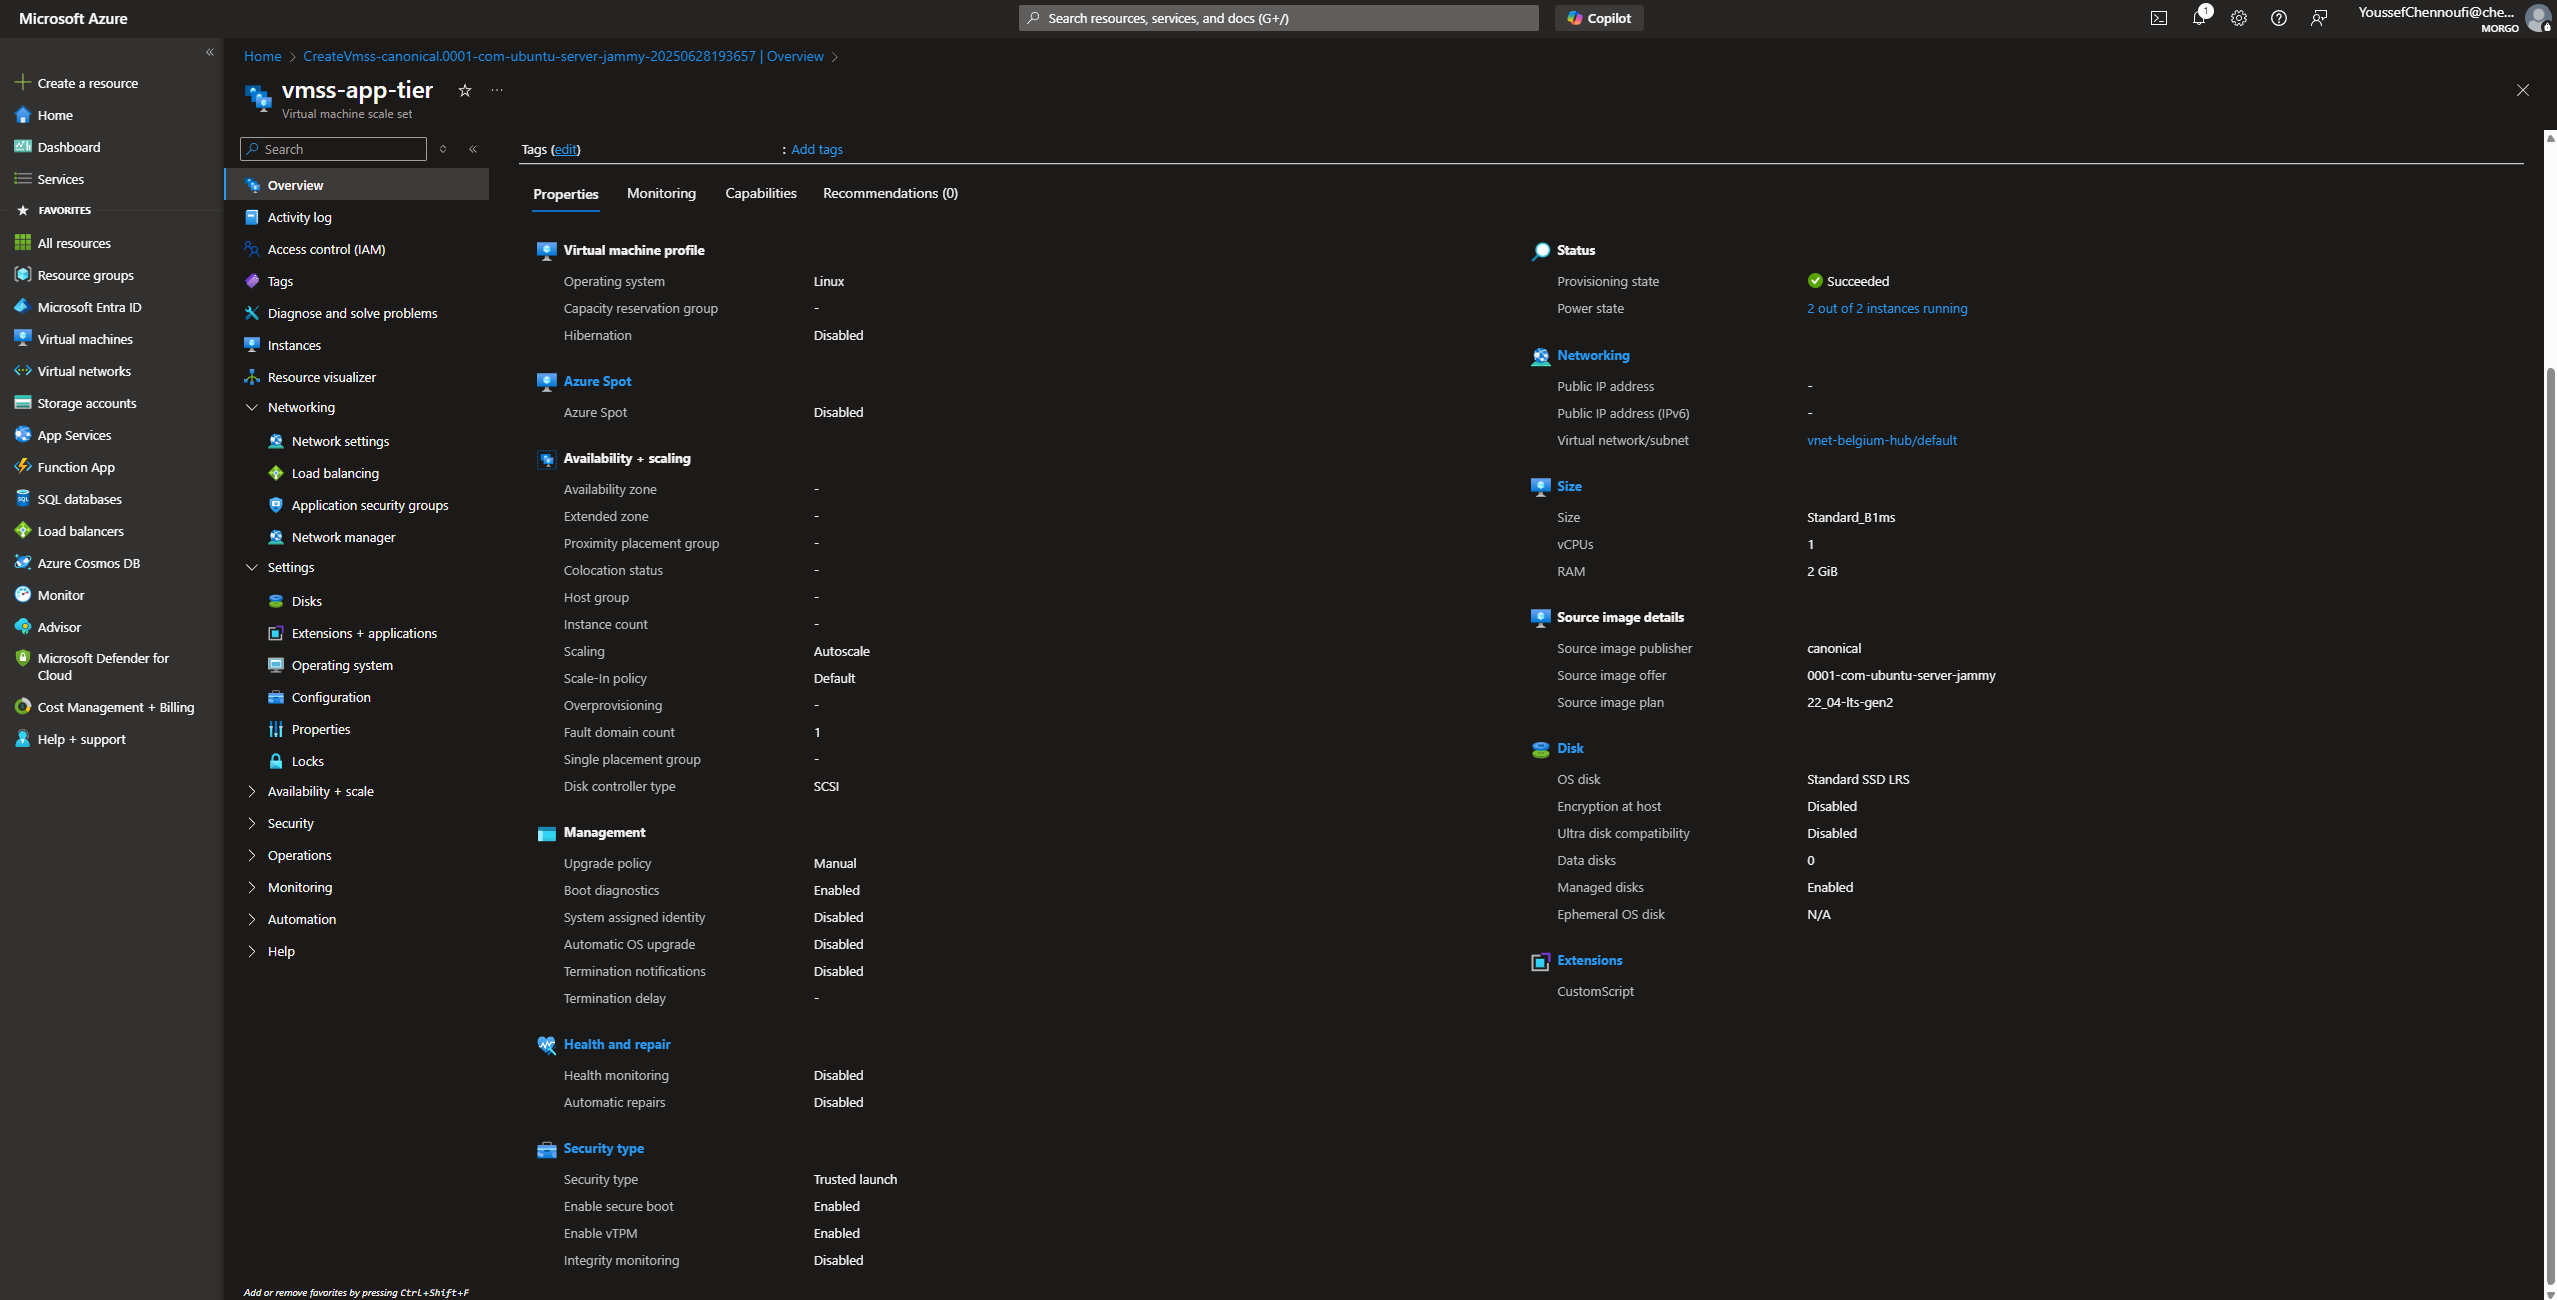 Microsoft Azure
Search resources, services, and docs (G+/)
Copilot
1
YoussefChennoufi@che...
MORGO
Create a resource
Home
Dashboard
Services
FAVORITES
All resources
Resource groups
Microsoft Entra ID
Virtual machines
Virtual networks
Storage accounts
App Services
Function App
SQL databases
Load balancers
Azure Cosmos DB
Monitor
Advisor
Microsoft Defender for
Cloud
Cost Management + Billing
Help + support
Home > CreateVmss-canonical.0001-com-ubuntu-server-jammy-20250628193657 | Overview >
vmss-app-tier
Virtual machine scale set
Search
Overview
Activity log
Access control (IAM)
Tags
Diagnose and solve problems
Instances
Resource visualizer
Networking
Network settings
Load balancing
Application security groups
Network manager
Settings
Disks
Extensions + applications
Operating system
Configuration
Properties
Locks
Availability + scale
Security
Operations
Monitoring
Automation
Help
Add or remove favorites by pressing Ctrl+Shift+F
Tags (edit) : Add tags
Properties Monitoring Capabilities Recommendations (0)
Virtual machine profile
Operating system Linux
Capacity reservation group -
Hibernation Disabled
Azure Spot
Azure Spot Disabled
Availability + scaling
Availability zone -
Extended zone -
Proximity placement group -
Colocation status -
Host group -
Instance count -
Scaling Autoscale
Scale-In policy Default
Overprovisioning -
Fault domain count 1
Single placement group -
Disk controller type SCSI
Management
Upgrade policy Manual
Boot diagnostics Enabled
System assigned identity Disabled
Automatic OS upgrade Disabled
Termination notifications Disabled
Termination delay -
Health and repair
Health monitoring Disabled
Automatic repairs Disabled
Security type
Security type Trusted launch
Enable secure boot Enabled
Enable vTPM Enabled
Integrity monitoring Disabled
Status
Provisioning state Succeeded
Power state 2 out of 2 instances running
Networking
Public IP address -
Public IP address (IPv6) -
Virtual network/subnet vnet-belgium-hub/default
Size
Size Standard_B1ms
vCPUs 1
RAM 2 GiB
Source image details
Source image publisher canonical
Source image offer 0001-com-ubuntu-server-jammy
Source image plan 22_04-lts-gen2
Disk
OS disk Standard SSD LRS
Encryption at host Disabled
Ultra disk compatibility Disabled
Data disks 0
Managed disks Enabled
Ephemeral OS disk N/A
Extensions
CustomScript